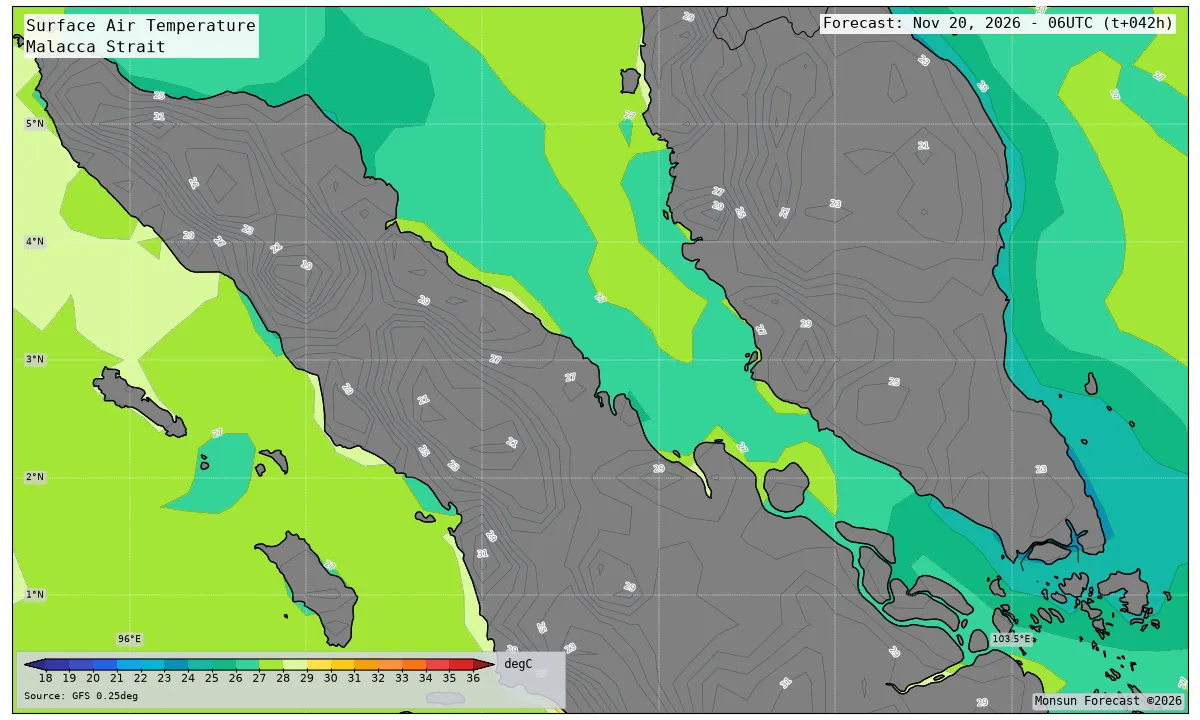 Surface Air Temperature
Malacca Strait
Forecast: Nov 20, 2026 - 06UTC (t+042h)
5°N
4°N
3°N
2°N
1°N
96°E
103.5°E
degC
18 19 20 21 22 23 24 25 26 27 28 29 30 31 32 33 34 35 36
Source: GFS 0.25deg
Monsun Forecast ©2026